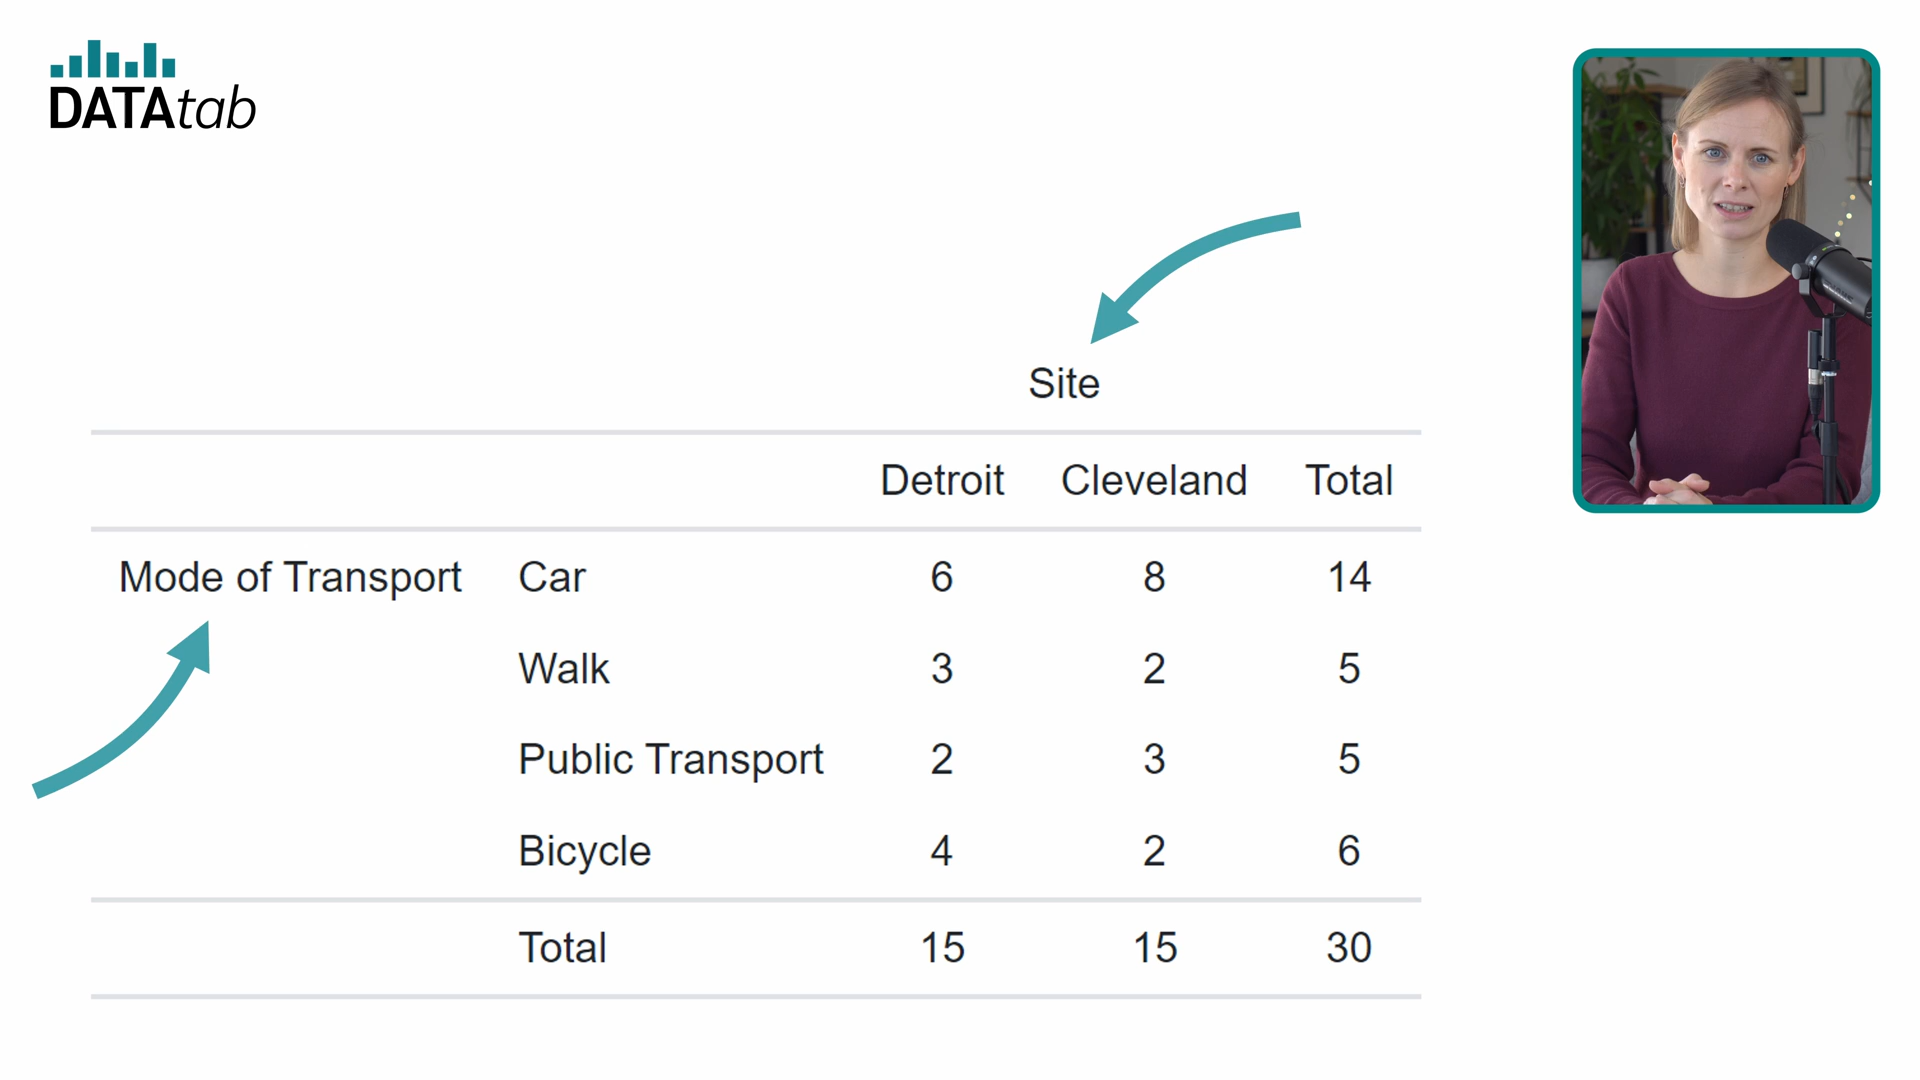 DATAtab
Site
Detroit Cleveland Total
Mode of Transport Car 6 8 14
Walk 3 2 5
Public Transport 2 3 5
Bicycle 4 2 6
Total 15 15 30